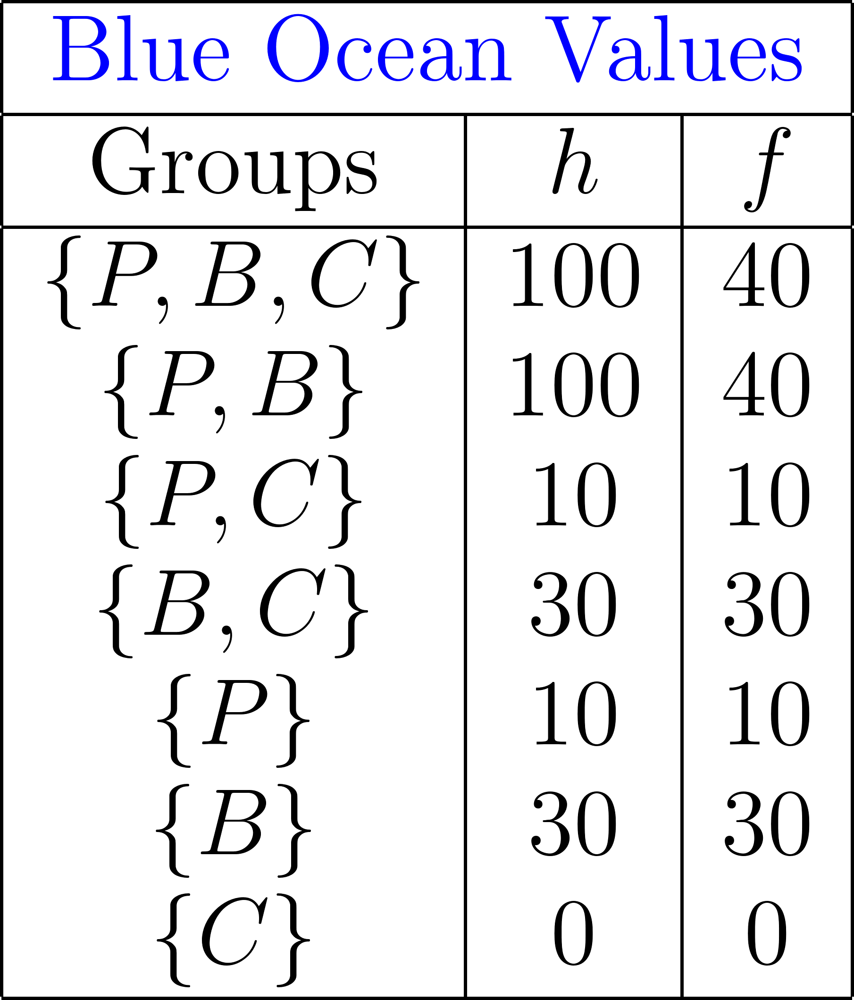 Blue Ocean Values
Groups h f
{P, B, C} 100 40
{P, B} 100 40
{P, C} 10 10
{B, C} 30 30
{P} 10 10
{B} 30 30
{C} 0 0